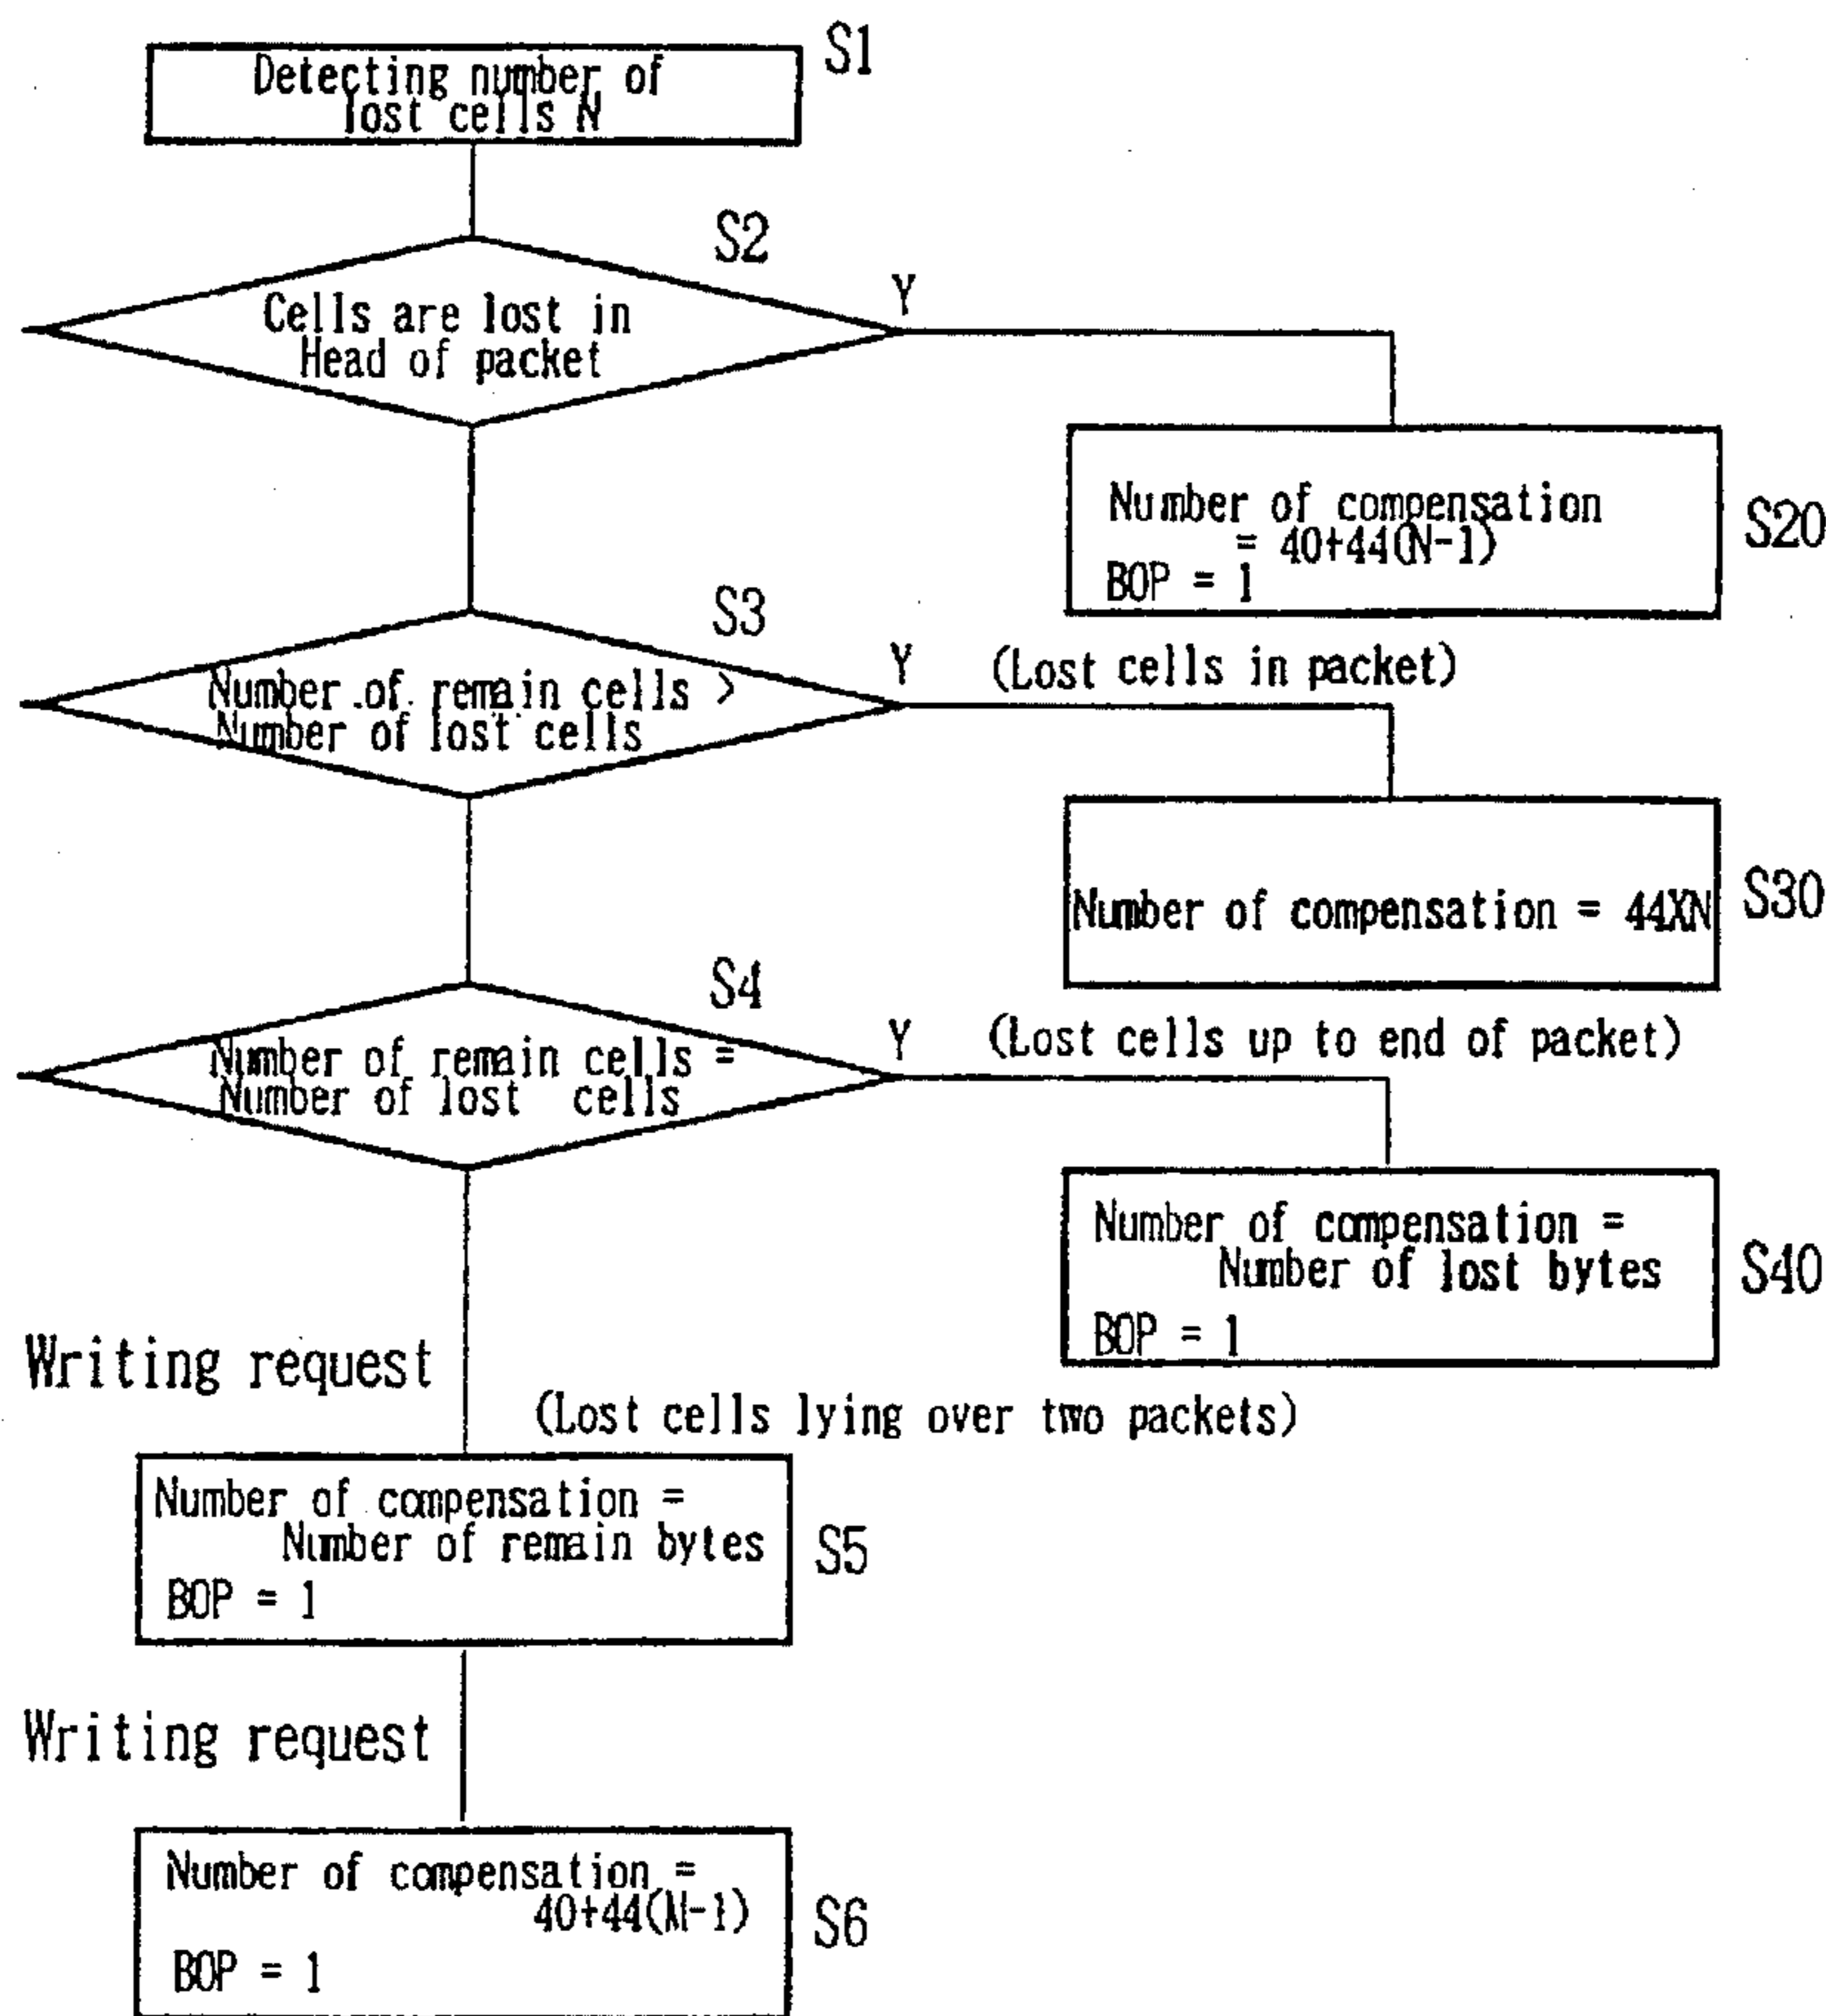 S1
Detecting number of
lost cells N
S2
Cells are lost in
Head of packet
Y
Number of compensation
= 40+44(N-1)
BOP = 1
S20
S3
Number of remain cells >
Number of lost cells
Y
(Lost cells in packet)
Number of compensation = 44XN
S30
S4
Number of remain cells =
Number of lost cells
Y
(Lost cells up to end of packet)
Number of compensation =
Number of lost bytes
BOP = 1
S40
Writing request
(Lost cells lying over two packets)
Number of compensation =
Number of remain bytes
BOP = 1
S5
Writing request
Number of compensation =
BOP = 1
S6